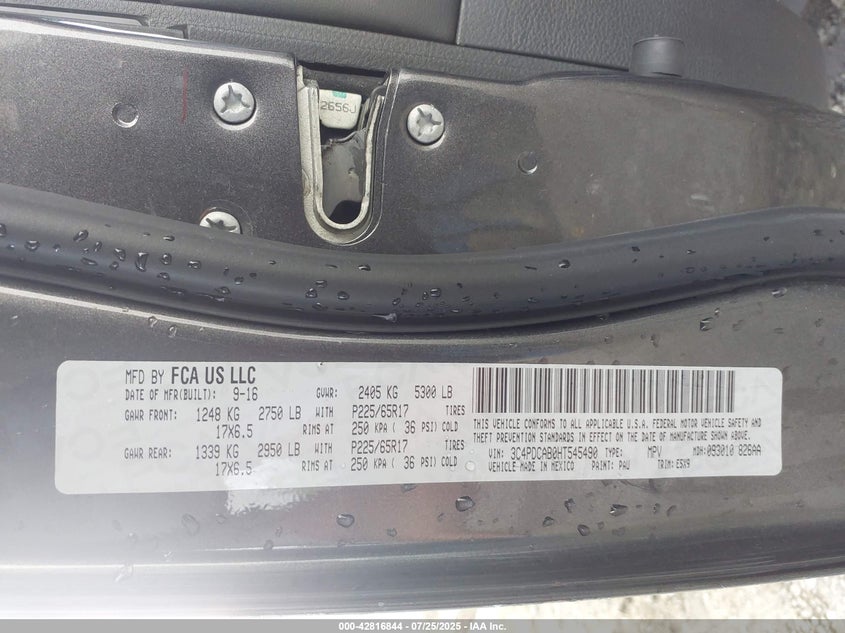 2656J
MFD BY FCA US LLC
DATE OF MFR(BUILT): 9-16 GVWR: 2405 KG 5300 LB
GAWR FRONT: 1248 KG 2750 LB WITH P225/65R17 TIRES
17X6.5 RIMS AT 250 KPA ( 36 PSI) COLD
GAWR REAR: 1339 KG 2950 LB WITH P225/65R17 TIRES
17X6.5 RIMS AT 250 KPA ( 36 PSI) COLD
THIS VEHICLE CONFORMS TO ALL APPLICABLE U.S.A. FEDERAL MOTOR VEHICLE SAFETY AND
THEFT PREVENTION STANDARDS IN EFFECT ON THE DATE OF MANUFACTURE SHOWN ABOVE.
VIN: 3C4PDCAB0HT545490 TYPE: MPV MDH:093010 826AA
VEHICLE MADE IN MEXICO PAINT: PAU TRIM: ESX9
000-42816844 - 07/25/2025 - IAA Inc.